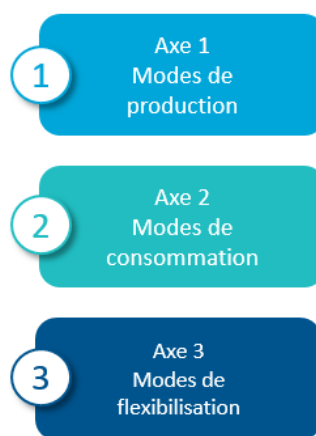 1
Axe 1
Modes de
production
2
Axe 2
Modes de
consommation
3
Axe 3
Modes de
flexibilisation